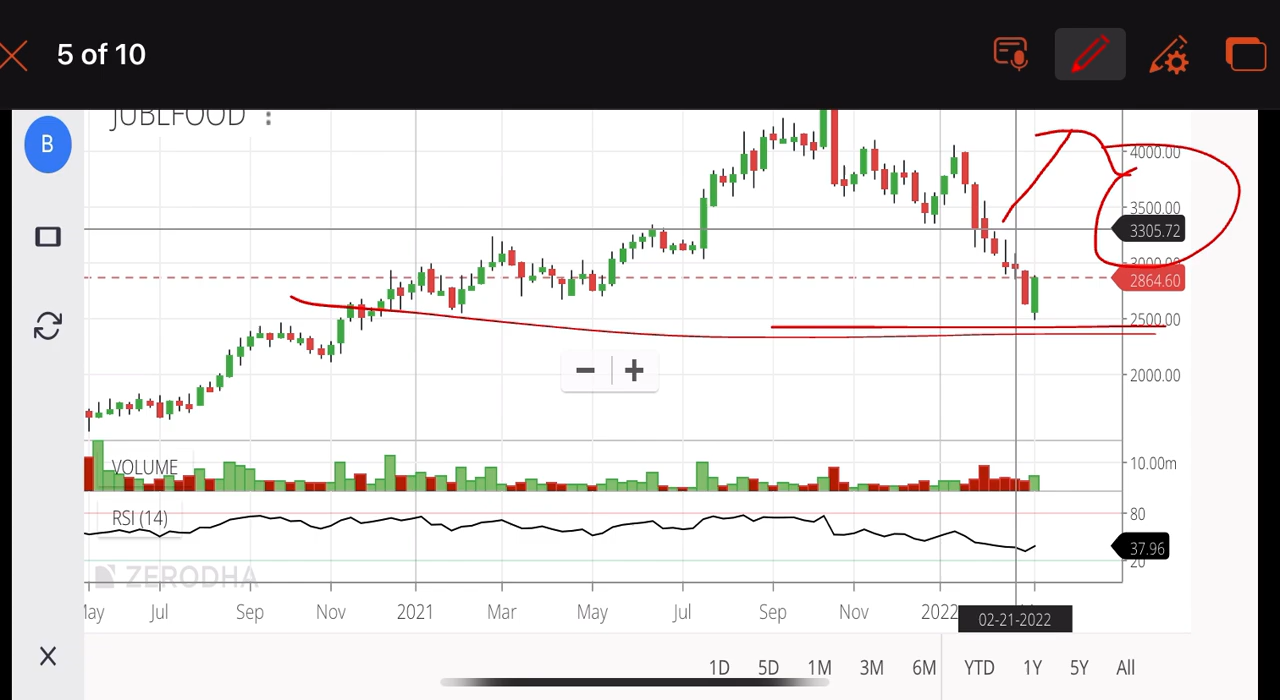 5 of 10
B
JUBLFOOD
4000.00
3500.00
3305.72
3000.00
2864.60
2500.00
2000.00
VOLUME
10.00m
RSI (14)
80
37.96
20
ZERODHA
May Jul Sep Nov 2021 Mar May Jul Sep Nov 2022
02-21-2022
1D 5D 1M 3M 6M YTD 1Y 5Y All